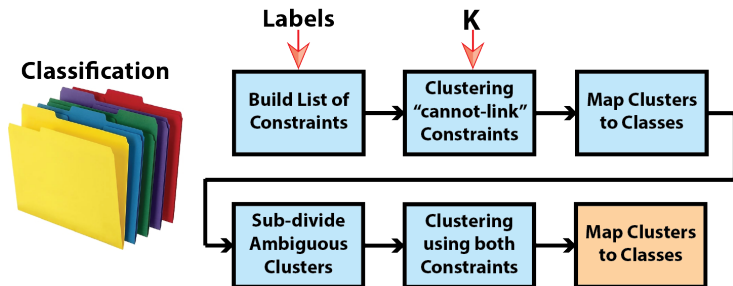 Labels
K
Classification
Build List of
Constraints
Clustering
“cannot-link”
Constraints
Map Clusters
to Classes
Sub-divide
Ambiguous
Clusters
Clustering
using both
Constraints
Map Clusters
to Classes